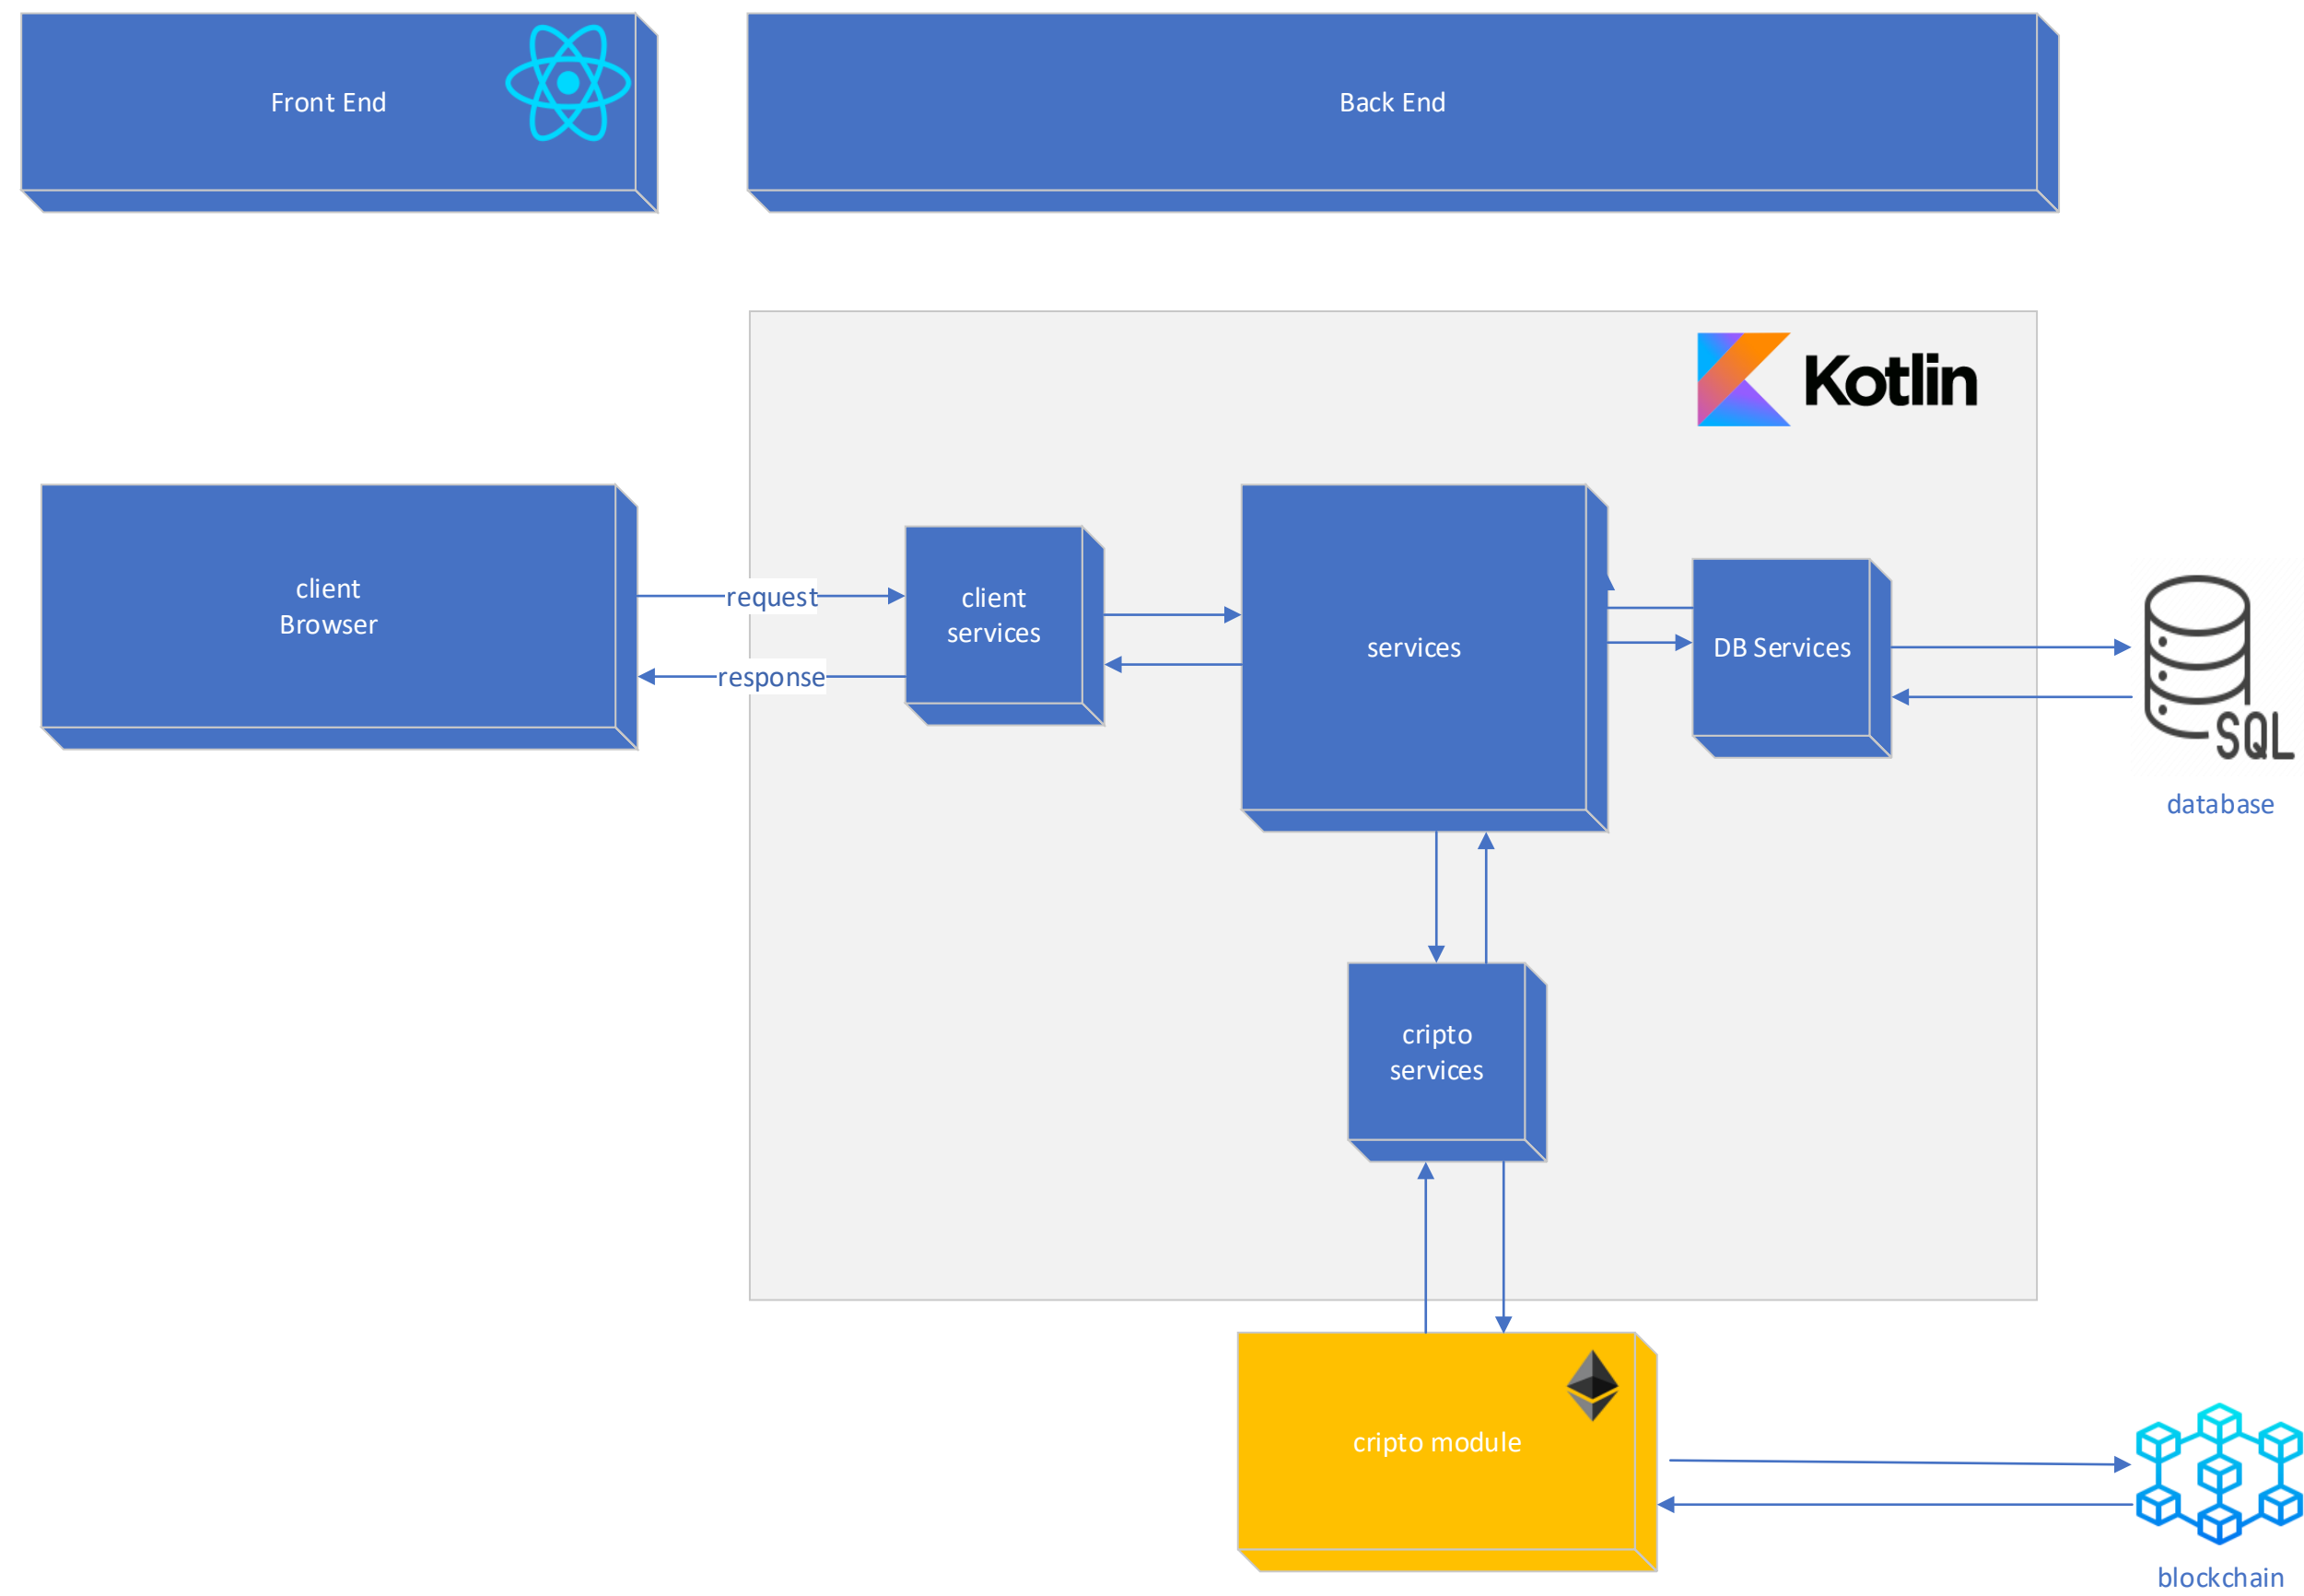 Front End
Back End
Kotlin
client
Browser
request
response
client
services
services
DB Services
SQL
database
cripto
services
cripto module
blockchain